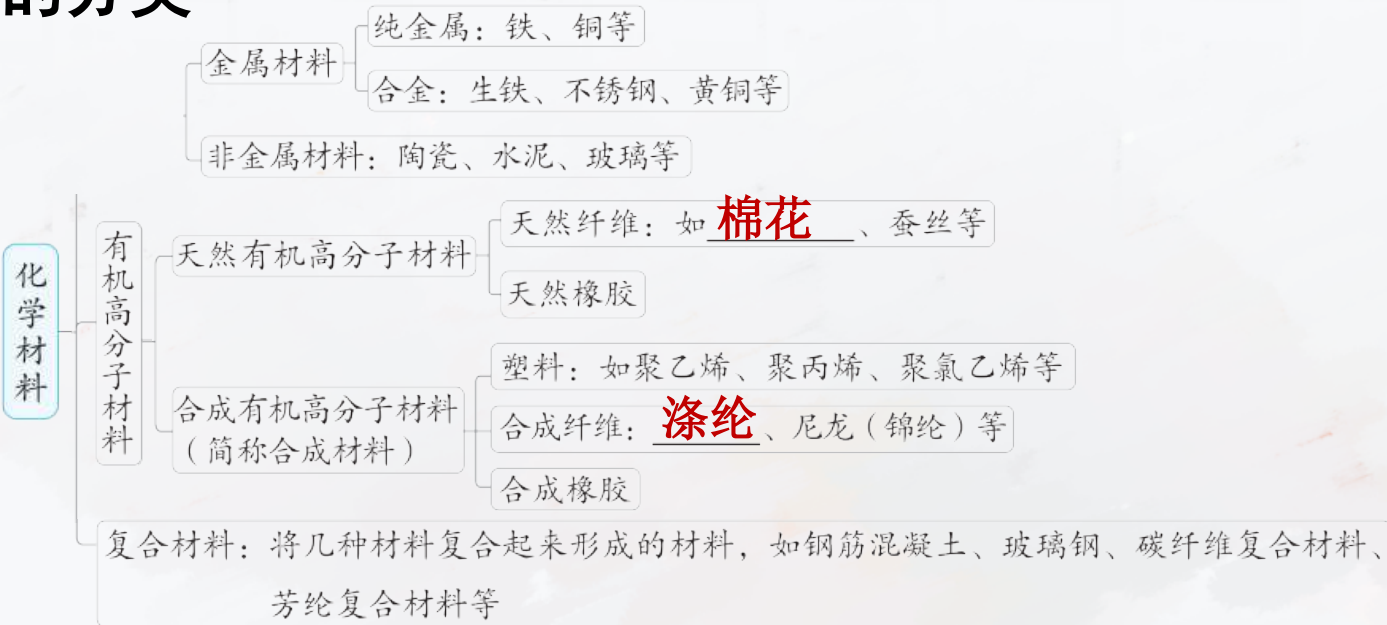 的分类
纯金属：铁、铜等
金属材料
合金：生铁、不锈钢、黄铜等
非金属材料：陶瓷、水泥、玻璃等
化学材料
有机高分子材料
天然有机高分子材料
天然纤维：如棉花、蚕丝等
天然橡胶
合成有机高分子材料
（简称合成材料）
塑料：如聚乙烯、聚丙烯、聚氯乙烯等
合成纤维：涤纶、尼龙（锦纶）等
合成橡胶
复合材料：将几种材料复合起来形成的材料，如钢筋混凝土、玻璃钢、碳纤维复合材料、
芳纶复合材料等